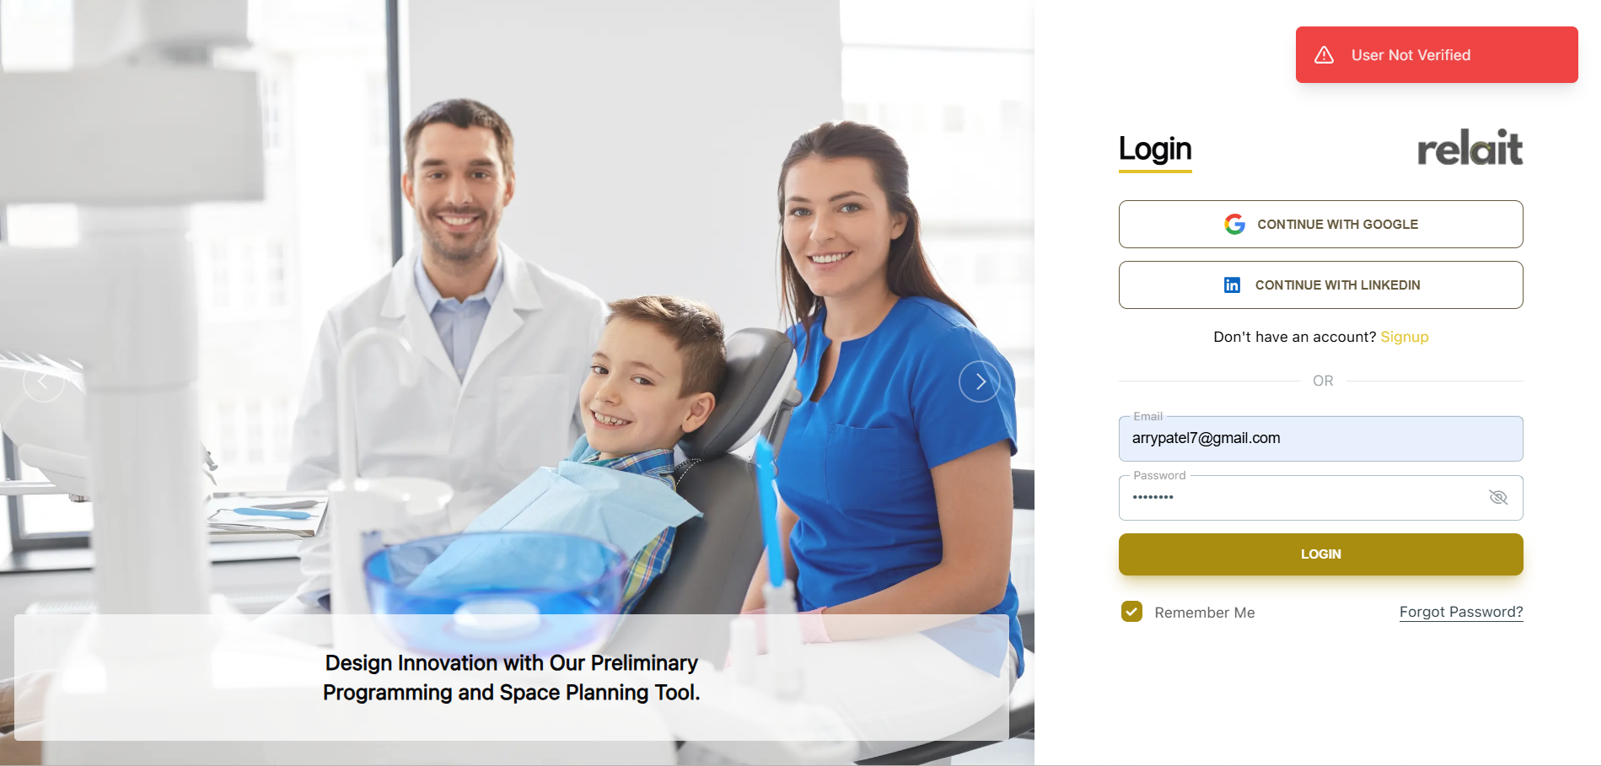 User Not Verified
Login
relait
CONTINUE WITH GOOGLE
CONTINUE WITH LINKEDIN
Don't have an account? Signup
OR
Email
arrypatel7@gmail.com
Password
••••••••
LOGIN
Remember Me
Forgot Password?
Design Innovation with Our Preliminary
Programming and Space Planning Tool.